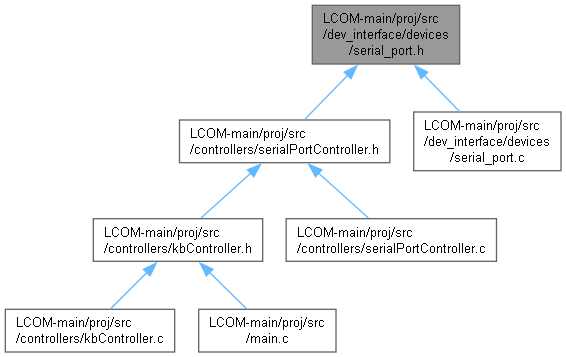 LCOM-main/proj/src
/dev_interface/devices
/serial_port.h
LCOM-main/proj/src
/controllers/serialPortController.h
LCOM-main/proj/src
/dev_interface/devices
/serial_port.c
LCOM-main/proj/src
/controllers/kbController.h
LCOM-main/proj/src
/controllers/serialPortController.c
LCOM-main/proj/src
/controllers/kbController.c
LCOM-main/proj/src
/main.c